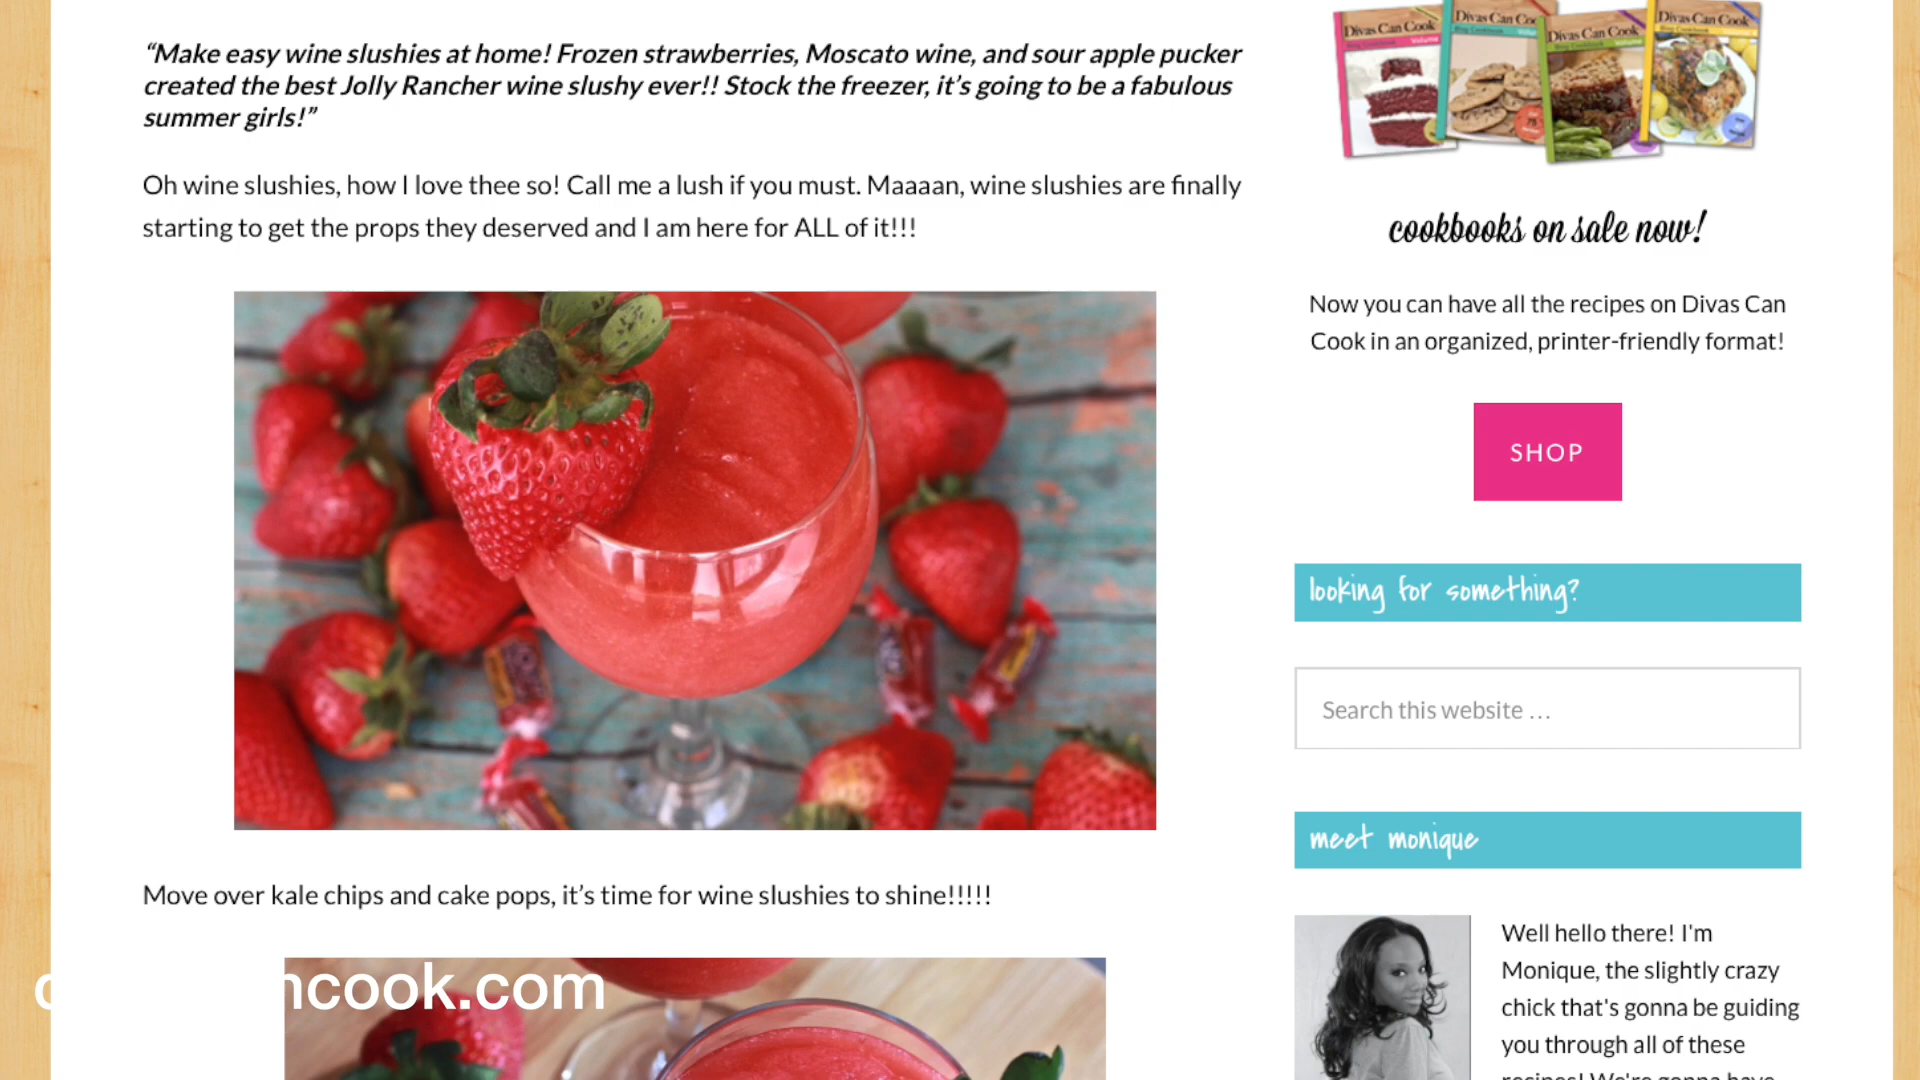 “Make easy wine slushies at home! Frozen strawberries, Moscato wine, and sour apple pucker
created the best Jolly Rancher wine slushy ever!! Stock the freezer, it’s going to be a fabulous
summer girls!”
Oh wine slushies, how I love thee so! Call me a lush if you must. Maaaan, wine slushies are finally
starting to get the props they deserved and I am here for ALL of it!!!
Move over kale chips and cake pops, it’s time for wine slushies to shine!!!!!
ncook.com
Divas Can Cook
Divas Can Coo
Divas Can Cook
Divas Can Cook
cookbooks on sale now!
Now you can have all the recipes on Divas Can
Cook in an organized, printer-friendly format!
SHOP
looking for something?
Search this website …
meet monique
Well hello there! I'm
Monique, the slightly crazy
chick that's gonna be guiding
you through all of these
recipes! We're gonna have